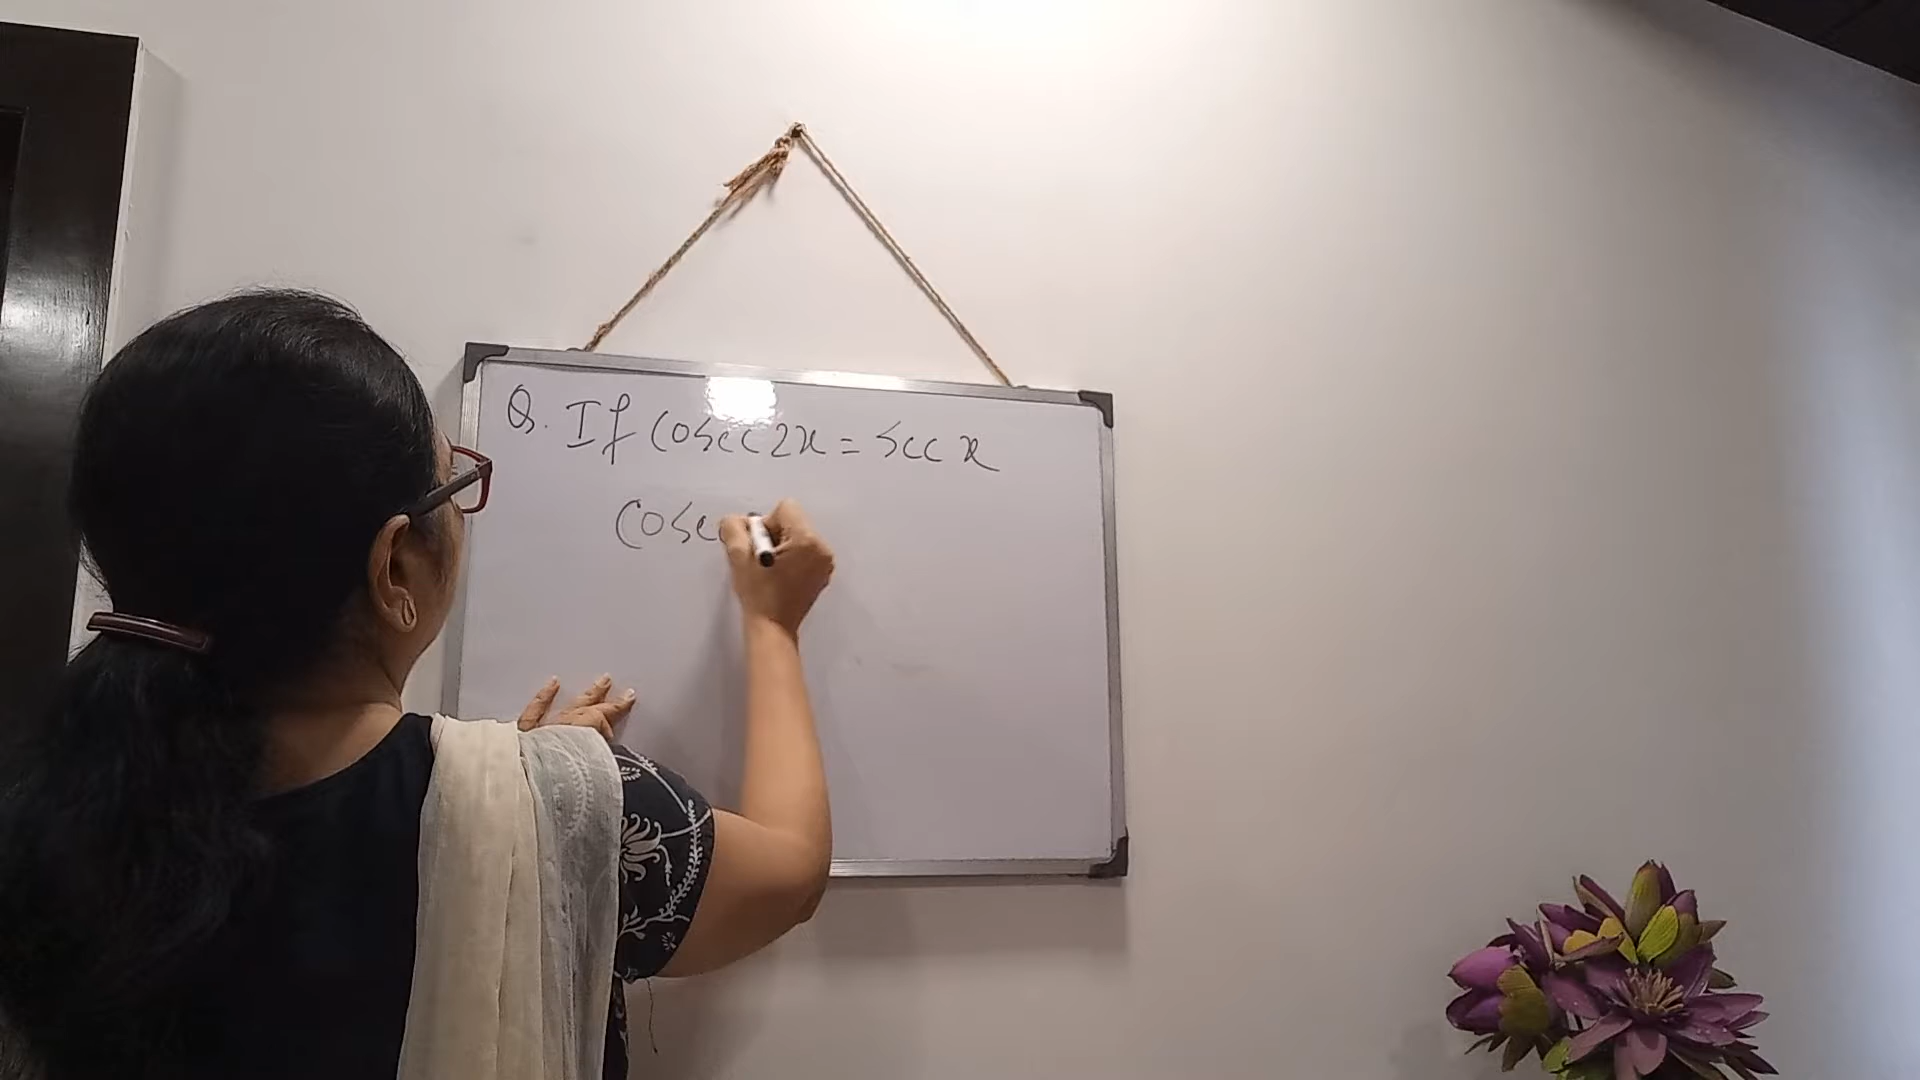 Q. If Cosec 2x = Sec x
Cosec